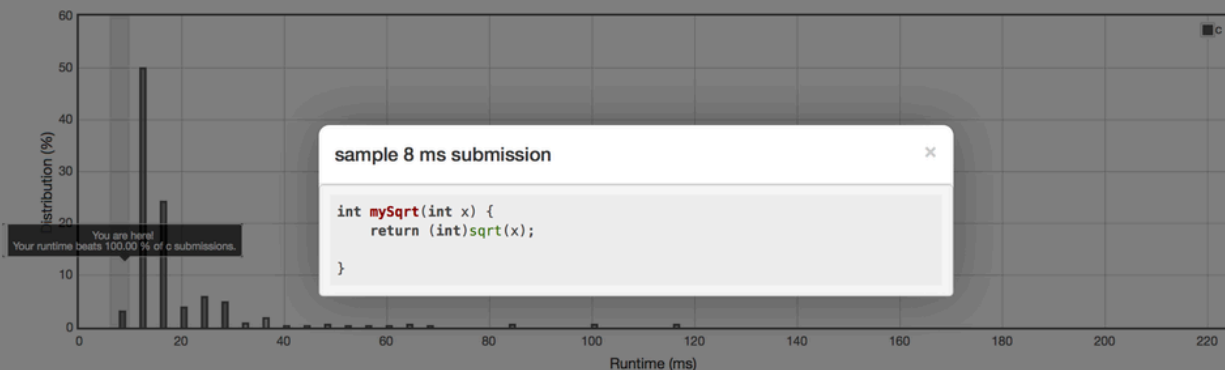 60
50
40
30
20
10
0
Distribution (%)
c
You are here!
Your runtime beats 100.00 % of c submissions.
sample 8 ms submission
×
int mySqrt(int x) {
    return (int)sqrt(x);
}
0 20 40 60 80 100 120 140 160 180 200 220
Runtime (ms)